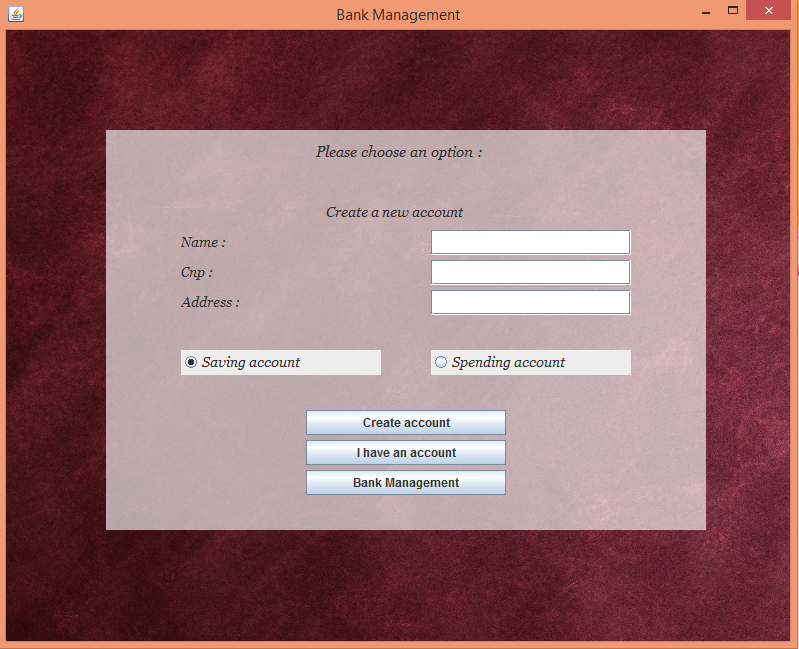 Bank Management
Please choose an option :
Create a new account
Name :
Cnp :
Address :
Saving account
Spending account
Create account
I have an account
Bank Management